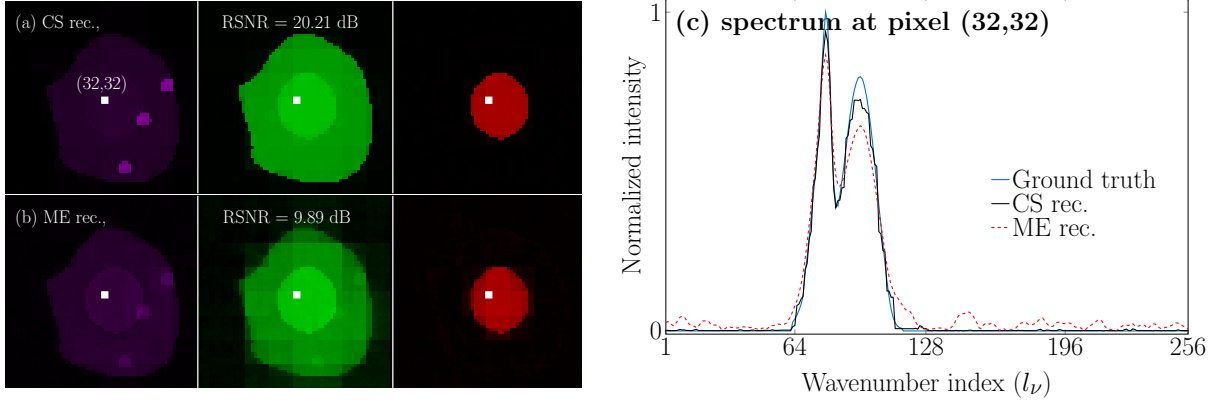 (a) CS rec., RSNR = 20.21 dB
(32,32)
(b) ME rec., RSNR = 9.89 dB
(c) spectrum at pixel (32,32)
1
Normalized intensity
Ground truth
CS rec.
ME rec.
0
1 64 128 196 256
Wavenumber index (l_ν)